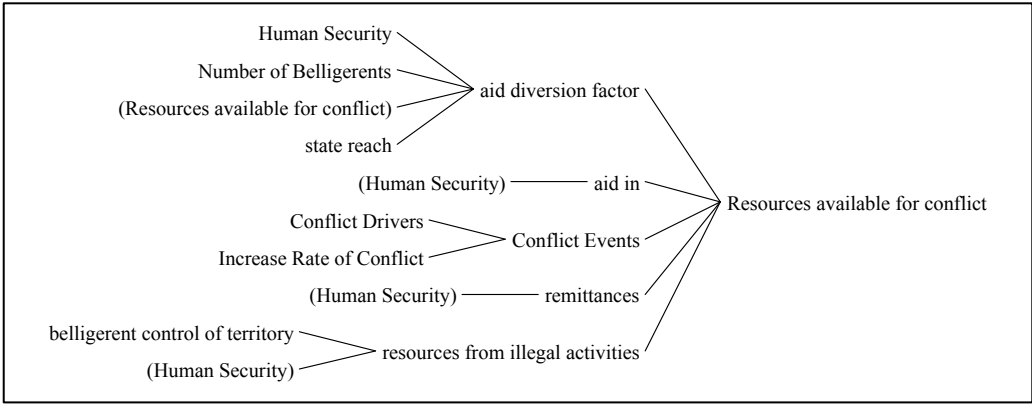 Human Security
Number of Belligerents
(Resources available for conflict)
state reach
aid diversion factor
(Human Security)
aid in
Conflict Drivers
Increase Rate of Conflict
Conflict Events
(Human Security)
remittances
belligerent control of territory
(Human Security)
resources from illegal activities
Resources available for conflict